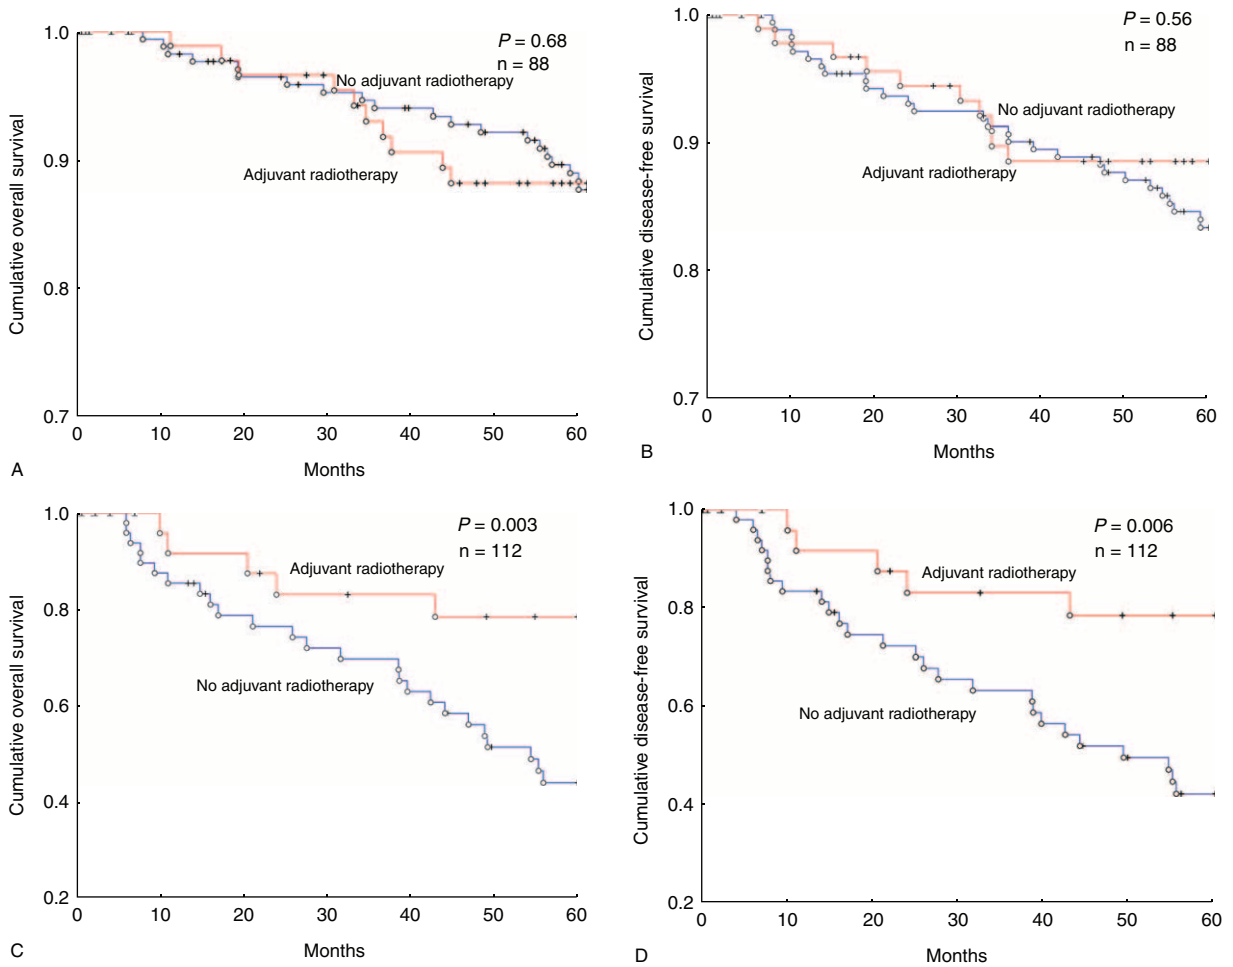 1.0
0.9
0.8
0.7
Cumulative overall survival
P = 0.68
n = 88
No adjuvant radiotherapy
Adjuvant radiotherapy
0 10 20 30 40 50 60
Months
A
1.0
0.9
0.8
0.7
Cumulative disease-free survival
P = 0.56
n = 88
No adjuvant radiotherapy
Adjuvant radiotherapy
0 10 20 30 40 50 60
Months
B
1.0
0.8
0.6
0.4
0.2
Cumulative overall survival
P = 0.003
n = 112
Adjuvant radiotherapy
No adjuvant radiotherapy
0 10 20 30 40 50 60
Months
C
1.0
0.8
0.6
0.4
0.2
Cumulative disease-free survival
P = 0.006
n = 112
Adjuvant radiotherapy
No adjuvant radiotherapy
0 10 20 30 40 50 60
Months
D